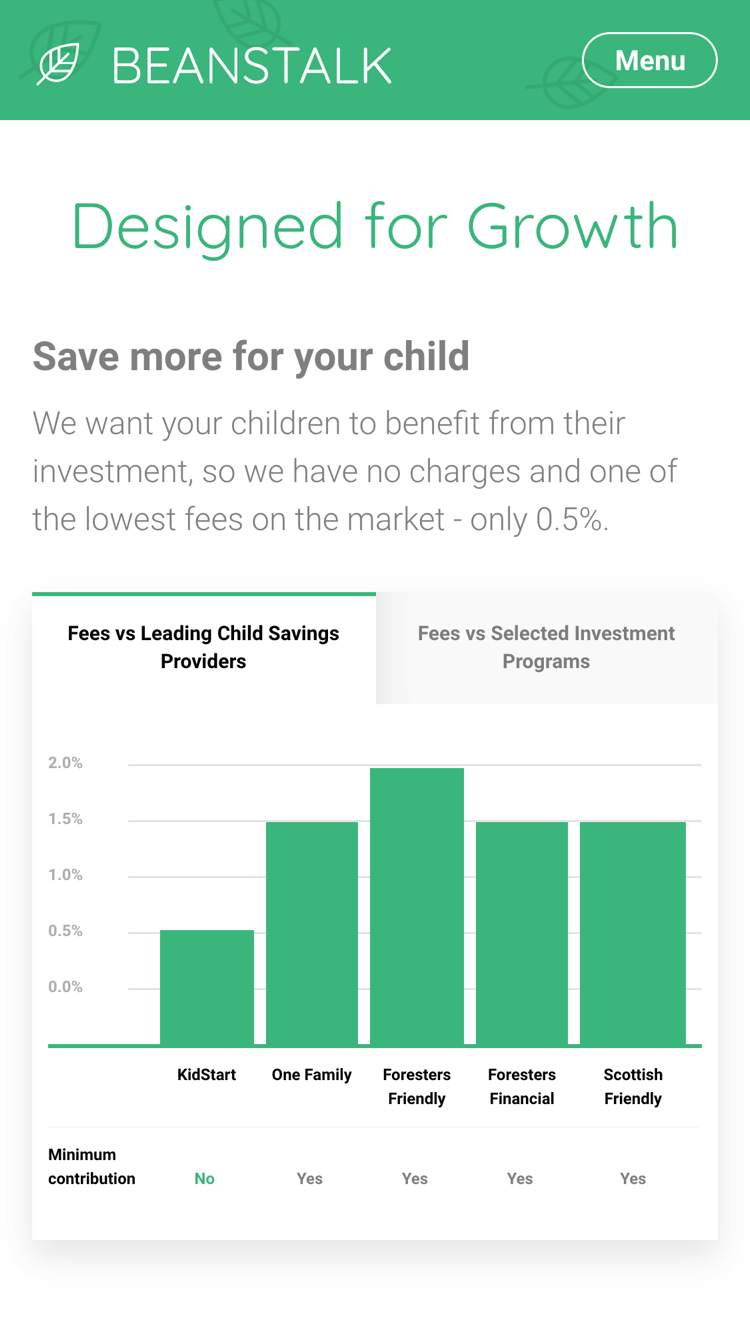 BEANSTALK
Menu
Designed for Growth
Save more for your child
We want your children to benefit from their
investment, so we have no charges and one of
the lowest fees on the market - only 0.5%.
Fees vs Leading Child Savings
Providers
Fees vs Selected Investment
Programs
2.0%
1.5%
1.0%
0.5%
0.0%
KidStart
One Family
Foresters
Friendly
Foresters
Financial
Scottish
Friendly
Minimum
contribution
No
Yes
Yes
Yes
Yes